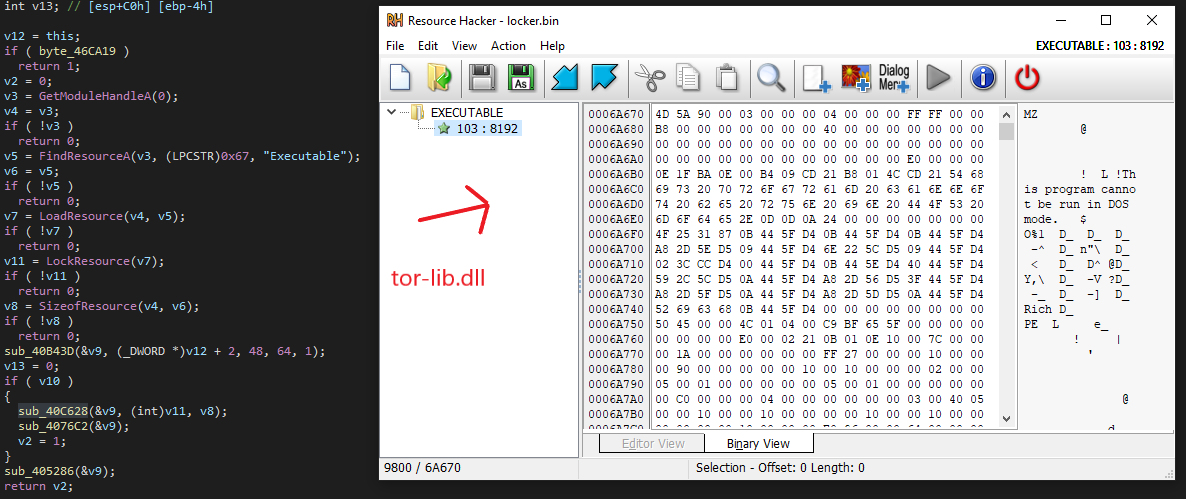 int v13; // [esp+C0h] [ebp-4h]
v12 = this;
if ( byte_46CA19 )
return 1;
v2 = 0;
v3 = GetModuleHandleA(0);
v4 = v3;
if ( !v3 )
return 0;
v5 = FindResourceA(v3, (LPCSTR)0x67, "Executable");
v6 = v5;
if ( !v5 )
return 0;
v7 = LoadResource(v4, v5);
if ( !v7 )
return 0;
v11 = LockResource(v7);
if ( !v11 )
return 0;
v8 = SizeofResource(v4, v6);
if ( !v8 )
return 0;
sub_40B43D(&v9, (_DWORD *)v12 + 2, 48, 64, 1);
v13 = 0;
if ( v10 )
{
sub_40C628(&v9, (int)v11, v8);
sub_4076C2(&v9);
v2 = 1;
}
sub_405286(&v9);
return v2;
RH Resource Hacker - locker.bin
File Edit View Action Help EXECUTABLE : 103 : 8192
As
Dialog
Menu
EXECUTABLE
103 : 8192
tor-lib.dll
0006A670 4D 5A 90 00 03 00 00 00 04 00 00 00 FF FF 00 00 MZ
0006A680 B8 00 00 00 00 00 00 00 40 00 00 00 00 00 00 00 @
0006A690 00 00 00 00 00 00 00 00 00 00 00 00 00 00 00 00
0006A6A0 00 00 00 00 00 00 00 00 00 00 00 00 E0 00 00 00
0006A6B0 0E 1F BA 0E 00 B4 09 CD 21 B8 01 4C CD 21 54 68 ! L !Th
0006A6C0 69 73 20 70 72 6F 67 72 61 6D 20 63 61 6E 6E 6F is program canno
0006A6D0 74 20 62 65 20 72 75 6E 20 69 6E 20 44 4F 53 20 t be run in DOS
0006A6E0 6D 6F 64 65 2E 0D 0D 0A 24 00 00 00 00 00 00 00 mode. $
0006A6F0 4F 25 31 87 0B 44 5F D4 0B 44 5F D4 0B 44 5F D4 O%1 D_ D_ D_
0006A700 A8 2D 5E D5 09 44 5F D4 6E 22 5C D5 09 44 5F D4 -^ D_ n"\ D_
0006A710 02 3C CC D4 00 44 5F D4 0B 44 5E D4 40 44 5F D4 < D_ D^ @D_
0006A720 59 2C 5C D5 0A 44 5F D4 A8 2D 56 D5 3F 44 5F D4 Y,\ D_ -V ?D_
0006A730 A8 2D 5F D5 0A 44 5F D4 A8 2D 5D D5 0A 44 5F D4 -_ D_ -] D_
0006A740 52 69 63 68 0B 44 5F D4 00 00 00 00 00 00 00 00 Rich D_
0006A750 50 45 00 00 4C 01 04 00 C9 BF 65 5F 00 00 00 00 PE L e_
0006A760 00 00 00 00 E0 00 02 21 0B 01 0E 10 00 7C 00 00 ! |
0006A770 00 1A 00 00 00 00 00 00 FF 27 00 00 00 10 00 00 '
0006A780 00 90 00 00 00 00 00 10 00 10 00 00 00 02 00 00
0006A790 05 00 01 00 00 00 00 00 05 00 01 00 00 00 00 00
0006A7A0 00 C0 00 00 00 04 00 00 00 00 00 00 03 00 40 05 @
0006A7B0 00 00 10 00 00 10 00 00 00 00 10 00 00 10 00 00
Editor View Binary View
9800 / 6A670 Selection - Offset: 0 Length: 0